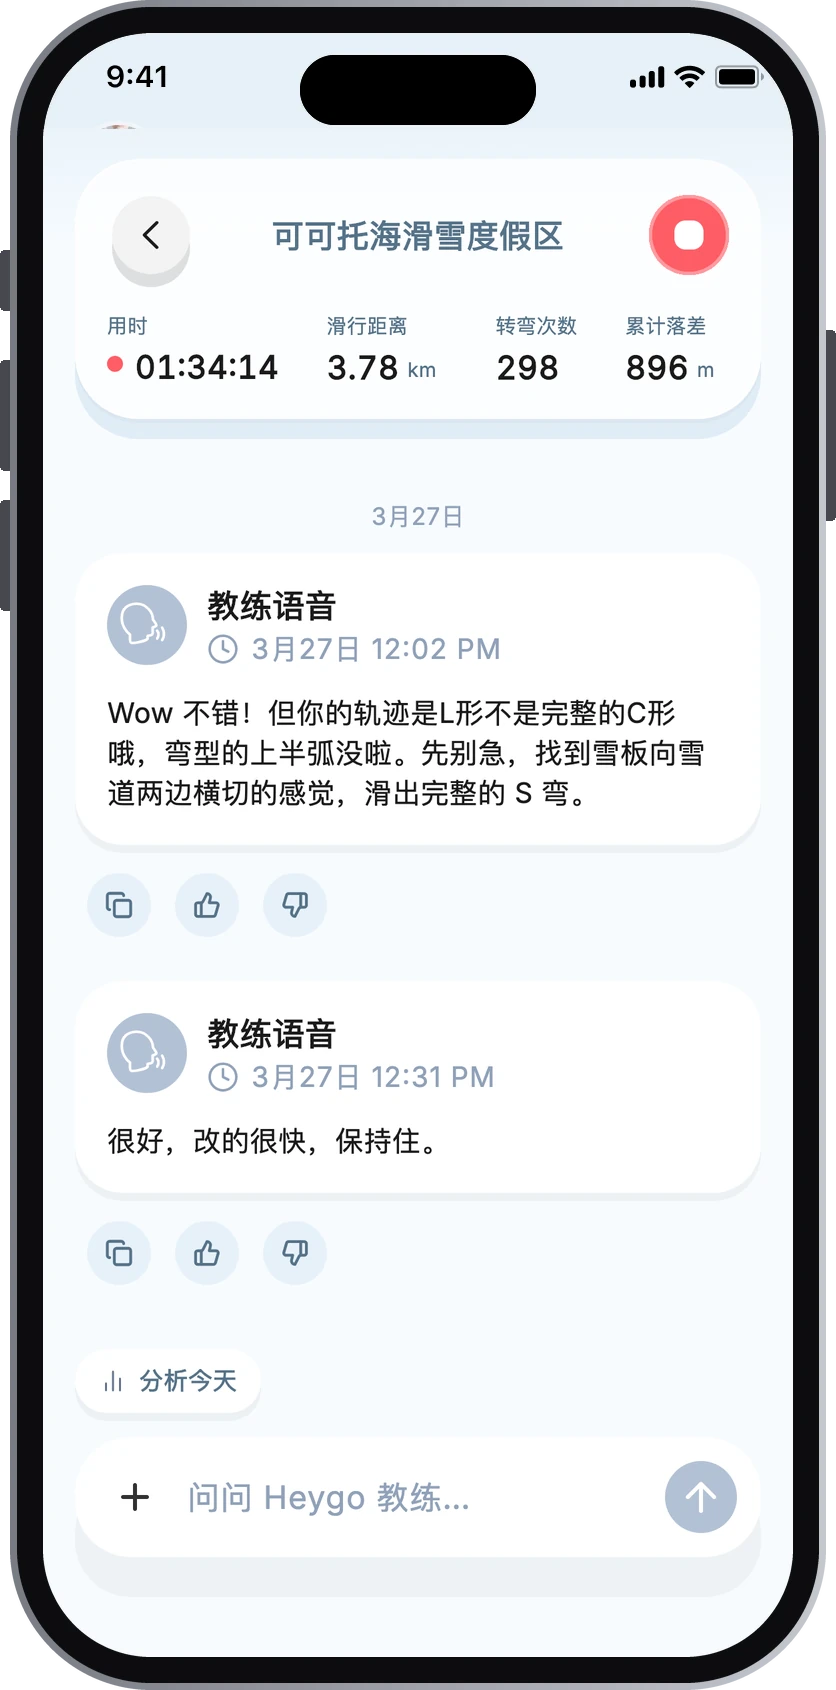 9:41
可可托海滑雪度假区
用时 滑行距离 转弯次数 累计落差
01:34:14 3.78 km 298 896 m
3月27日
教练语音
3月27日 12:02 PM
Wow 不错！但你的轨迹是L形不是完整的C形
哦，弯型的上半弧没啦。先别急，找到雪板向雪
道两边横切的感觉，滑出完整的 S 弯。
教练语音
3月27日 12:31 PM
很好，改的很快，保持住。
分析今天
问问 Heygo 教练...